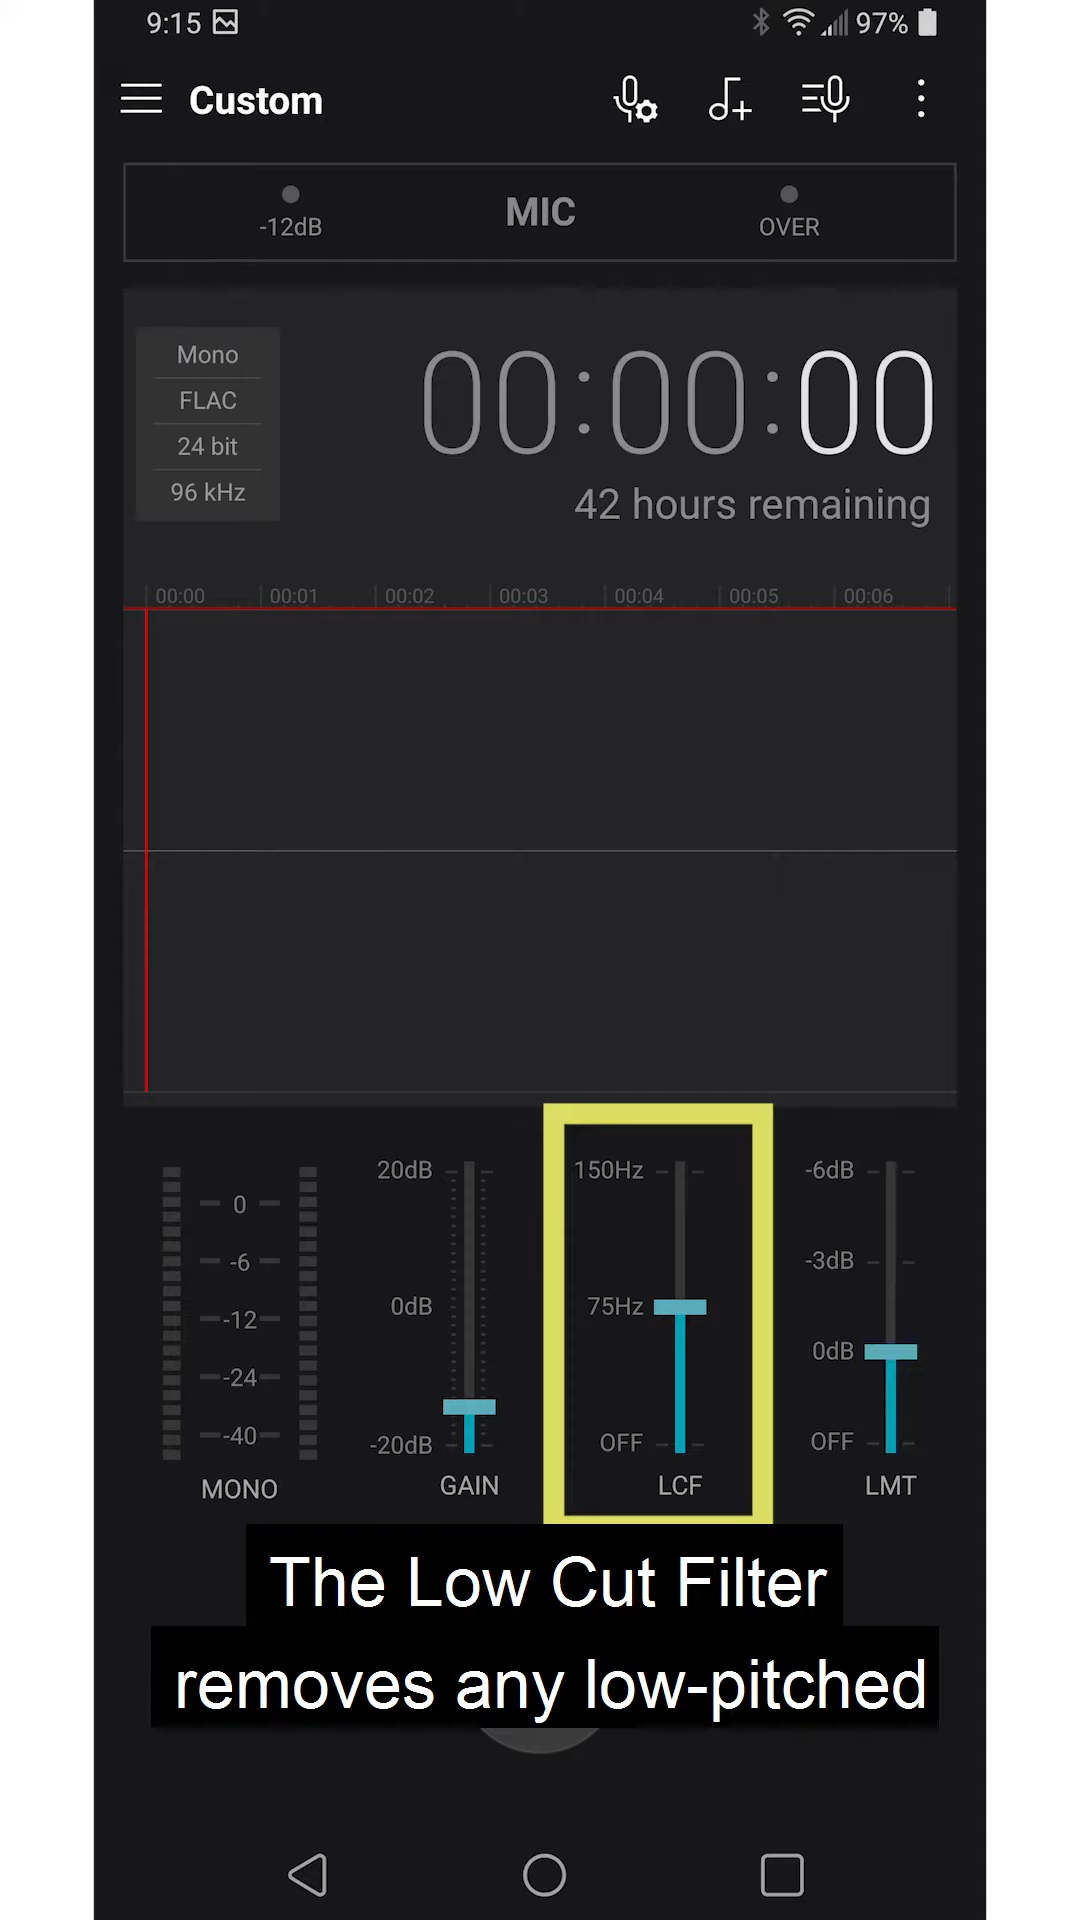 9:15 97%
Custom
-12dB MIC OVER
Mono
FLAC
24 bit
96 kHz
00:00:00
42 hours remaining
00:00 00:01 00:02 00:03 00:04 00:05 00:06
20dB 150Hz -6dB
0
-6 -3dB
0dB 75Hz
-12
0dB
-24
-40
-20dB OFF OFF
MONO GAIN LCF LMT
The Low Cut Filter
removes any low-pitched